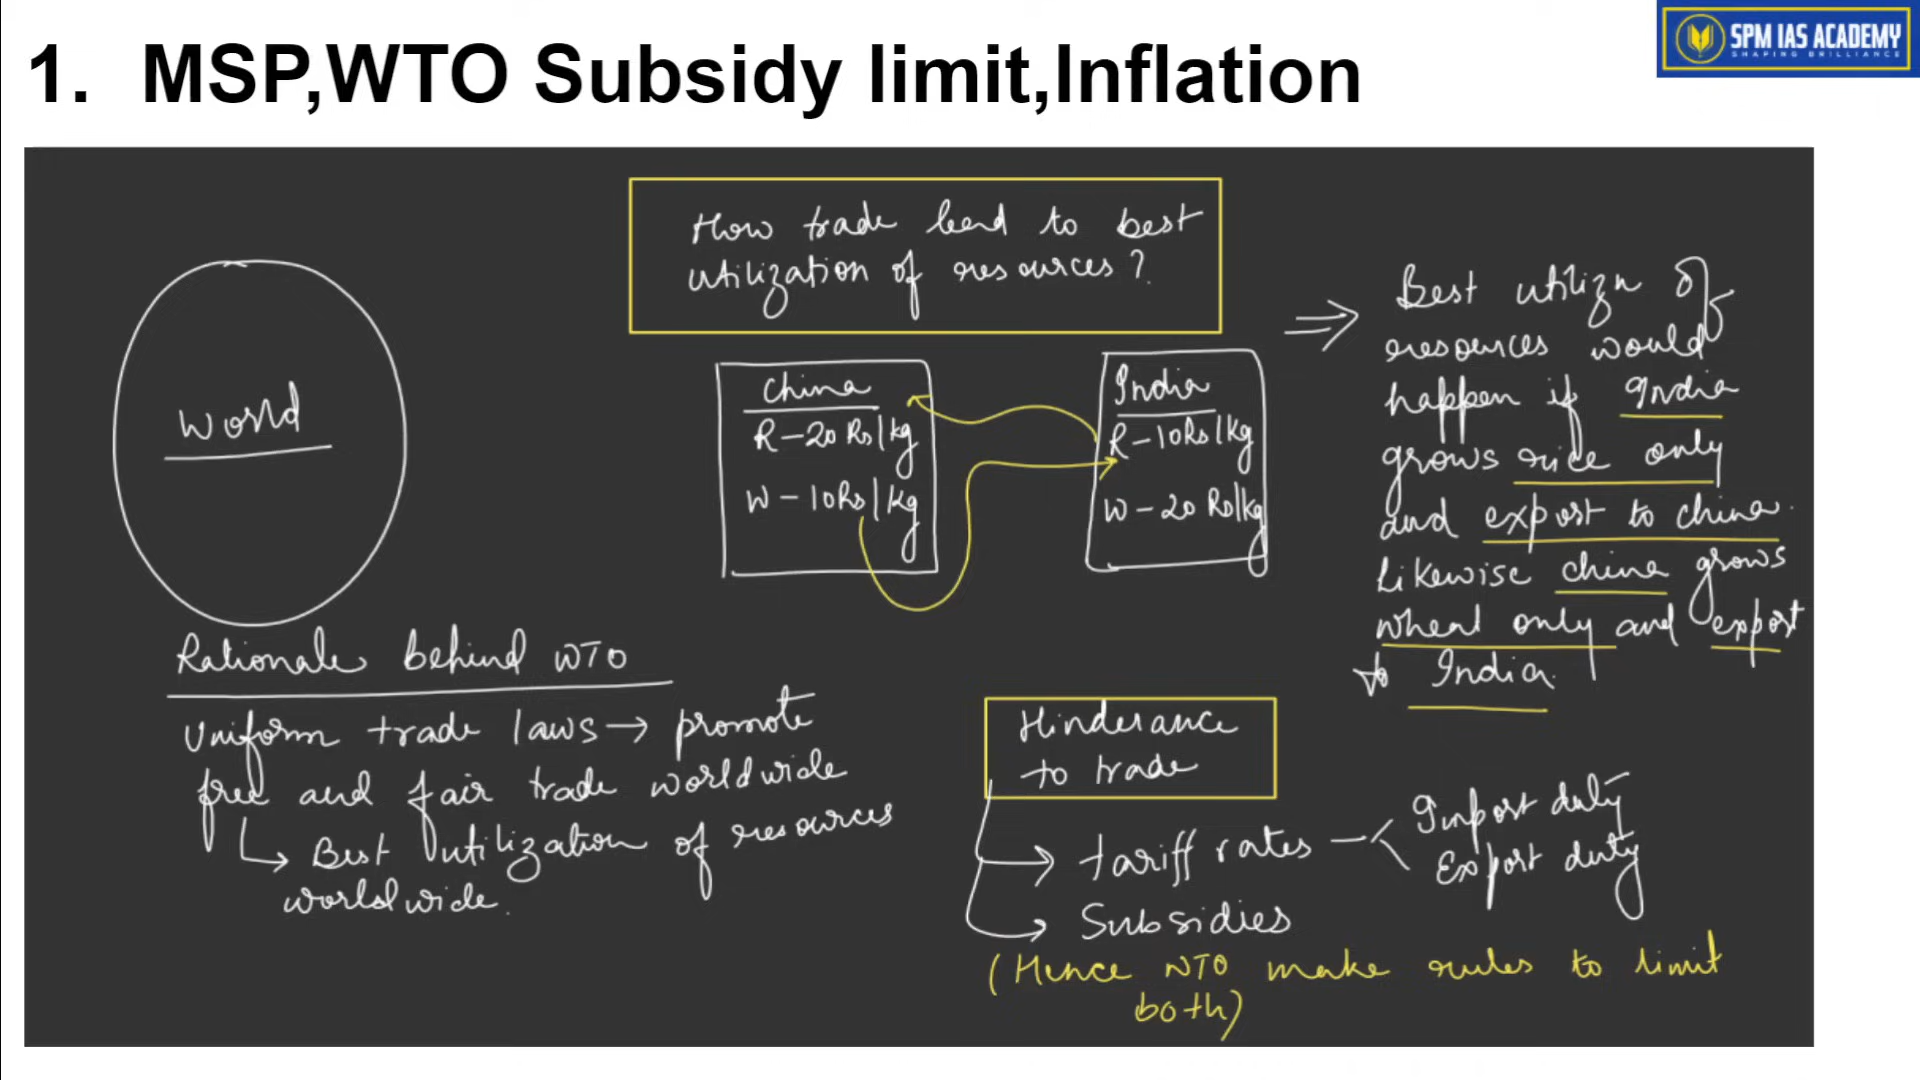 1. MSP,WTO Subsidy limit,Inflation
SPM IAS ACADEMY
SHAPING BRILLIANCE
How trade lead to best
utilization of resources?
World
China
R-20 Rs/kg
W-10Rs/kg
India
R-10Rs/kg
W-20 Rs/kg
Best utilizn of
resources would
happen if India
grows rice only
and export to china.
Likewise china grows
wheat only and export
to India.
Rationale behind WTO
Uniform trade laws → promote
free and fair trade worldwide
→ Best utilization of resources
worldwide.
Hinderance
to trade
→ tariff rates - < Import duty
Export duty
→ Subsidies
(Hence WTO make rules to limit
both)